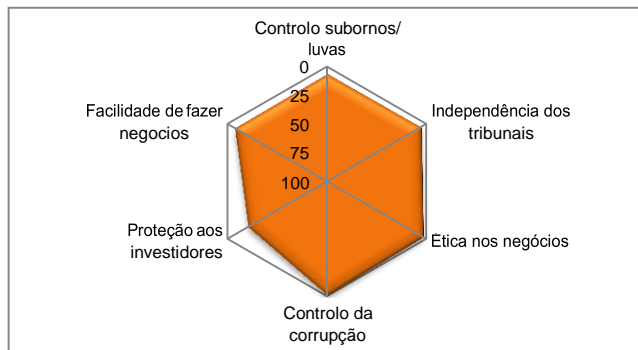 Controlo subornos/
luvas
0
25
50
75
100
Facilidade de fazer
negocios
Independência dos
tribunais
Proteção aos
investidores
Ética nos negócios
Controlo da
corrupção